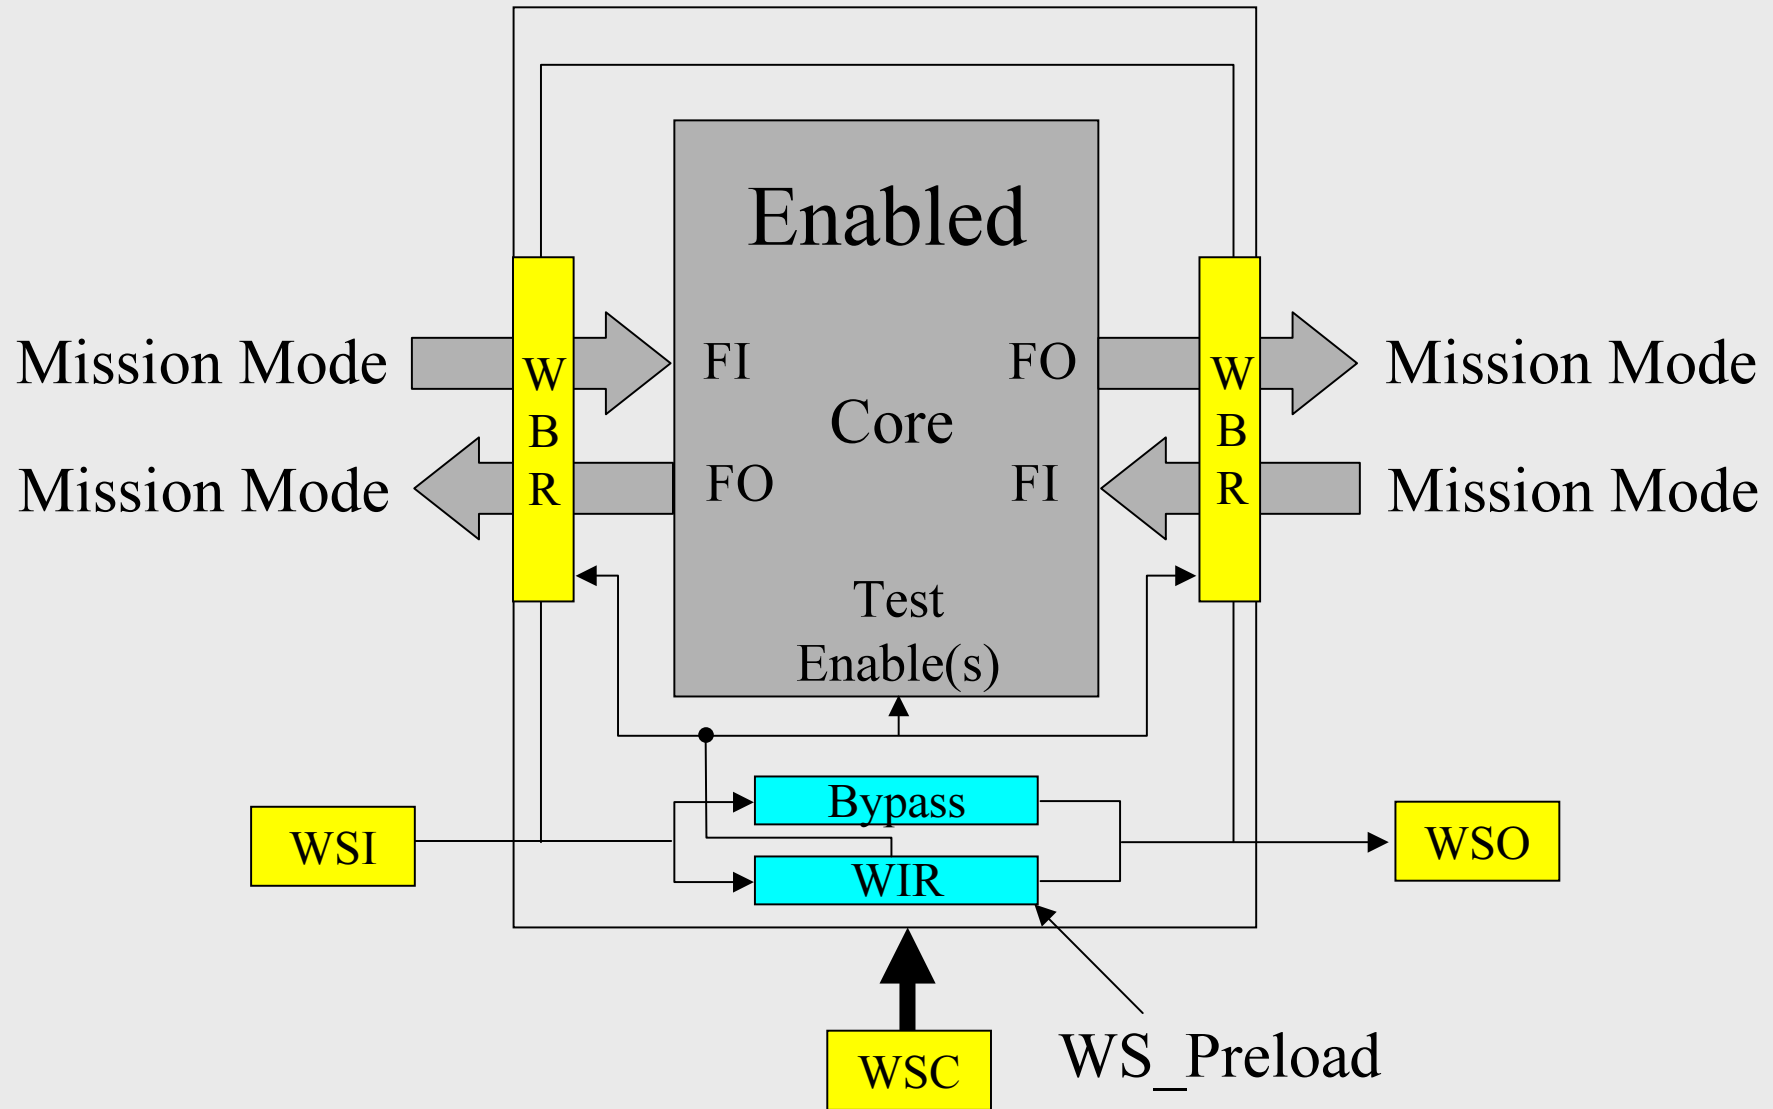 Enabled
Mission Mode
FI
FO
Mission Mode
W
B
R
W
B
R
Core
Mission Mode
FO
FI
Mission Mode
Test
Enable(s)
Bypass
WSI
WIR
WSO
WSC
WS_Preload